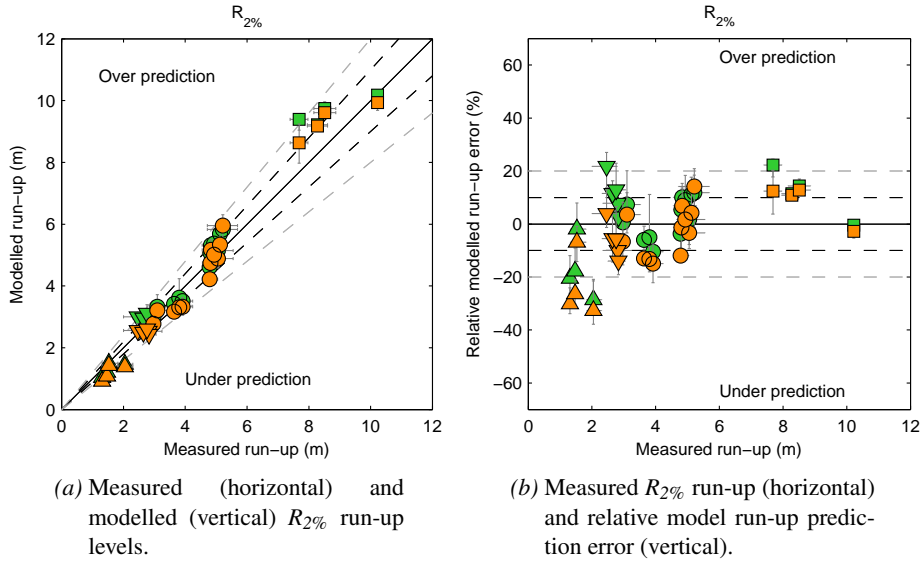 R2%
12
10
8
6
4
2
0
0 2 4 6 8 10 12
Modelled run-up (m)
Measured run-up (m)
Over prediction
Under prediction
(a) Measured (horizontal) and
modelled (vertical) R2% run-up
levels.
R2%
60
40
20
0
−20
−40
−60
0 2 4 6 8 10 12
Relative modelled run-up error (%)
Measured run-up (m)
Over prediction
Under prediction
(b) Measured R2% run-up (horizontal)
and relative model run-up predic-
tion error (vertical).